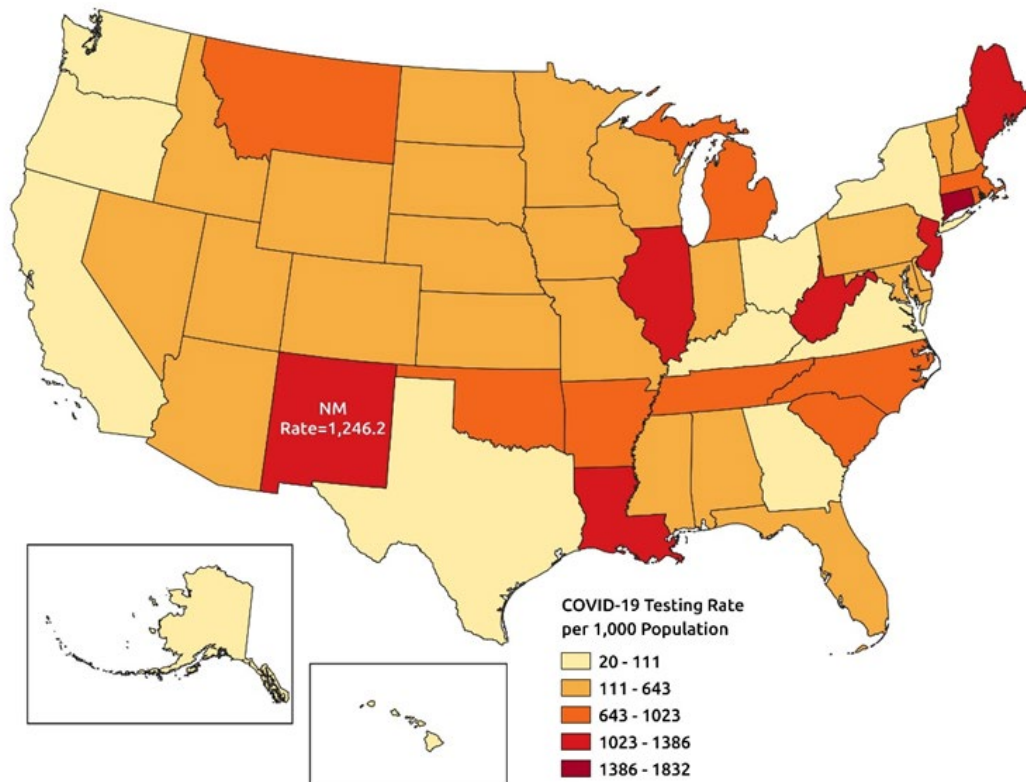 NM
Rate=1,246.2
COVID-19 Testing Rate
per 1,000 Population
20 - 111
111 - 643
643 - 1023
1023 - 1386
1386 - 1832